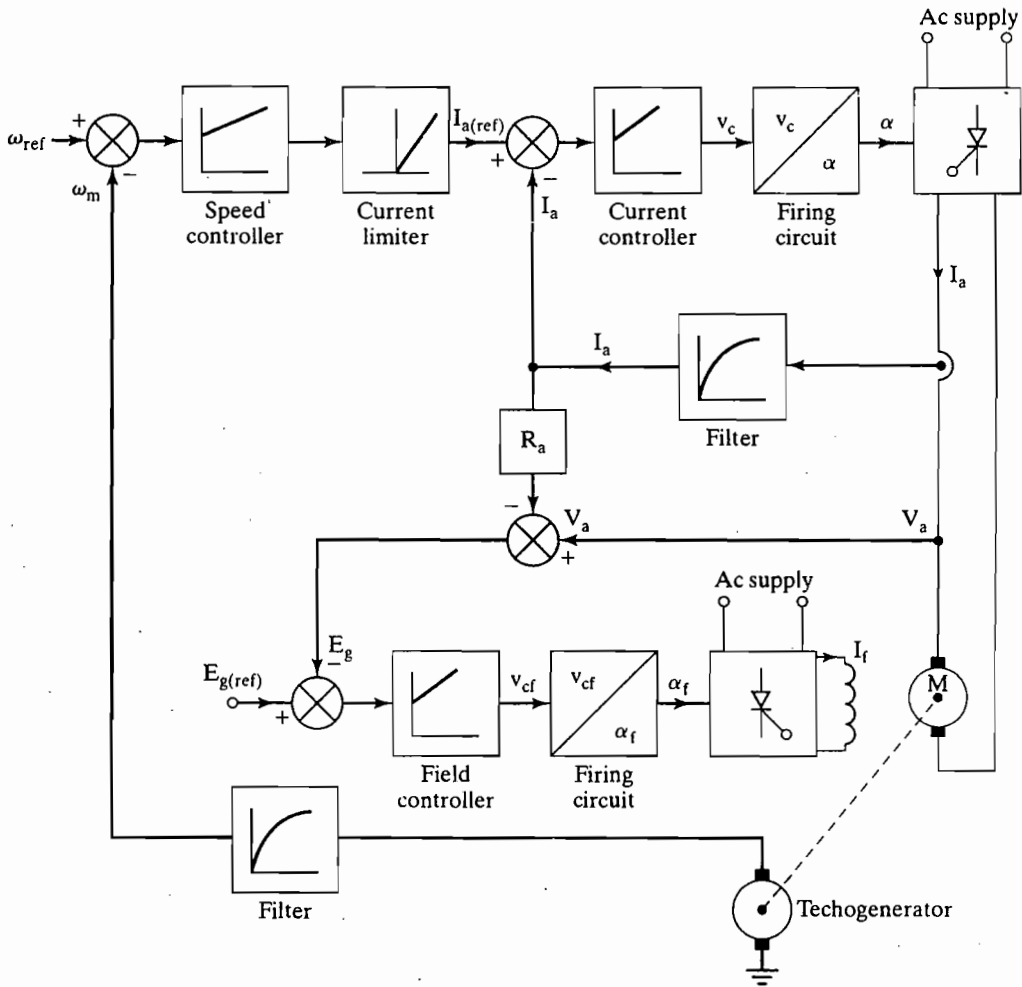 Ac supply
ω_ref
+
−
ω_m
Speed
controller
Current
limiter
I_a(ref)
+
−
I_a
Current
controller
v_c
v_c
α
Firing
circuit
α
I_a
I_a
Filter
R_a
−
V_a
+
V_a
Ac supply
E_g
−
E_g(ref)
+
Field
controller
v_cf
v_cf
α_f
Firing
circuit
α_f
I_f
M
Filter
Techogenerator